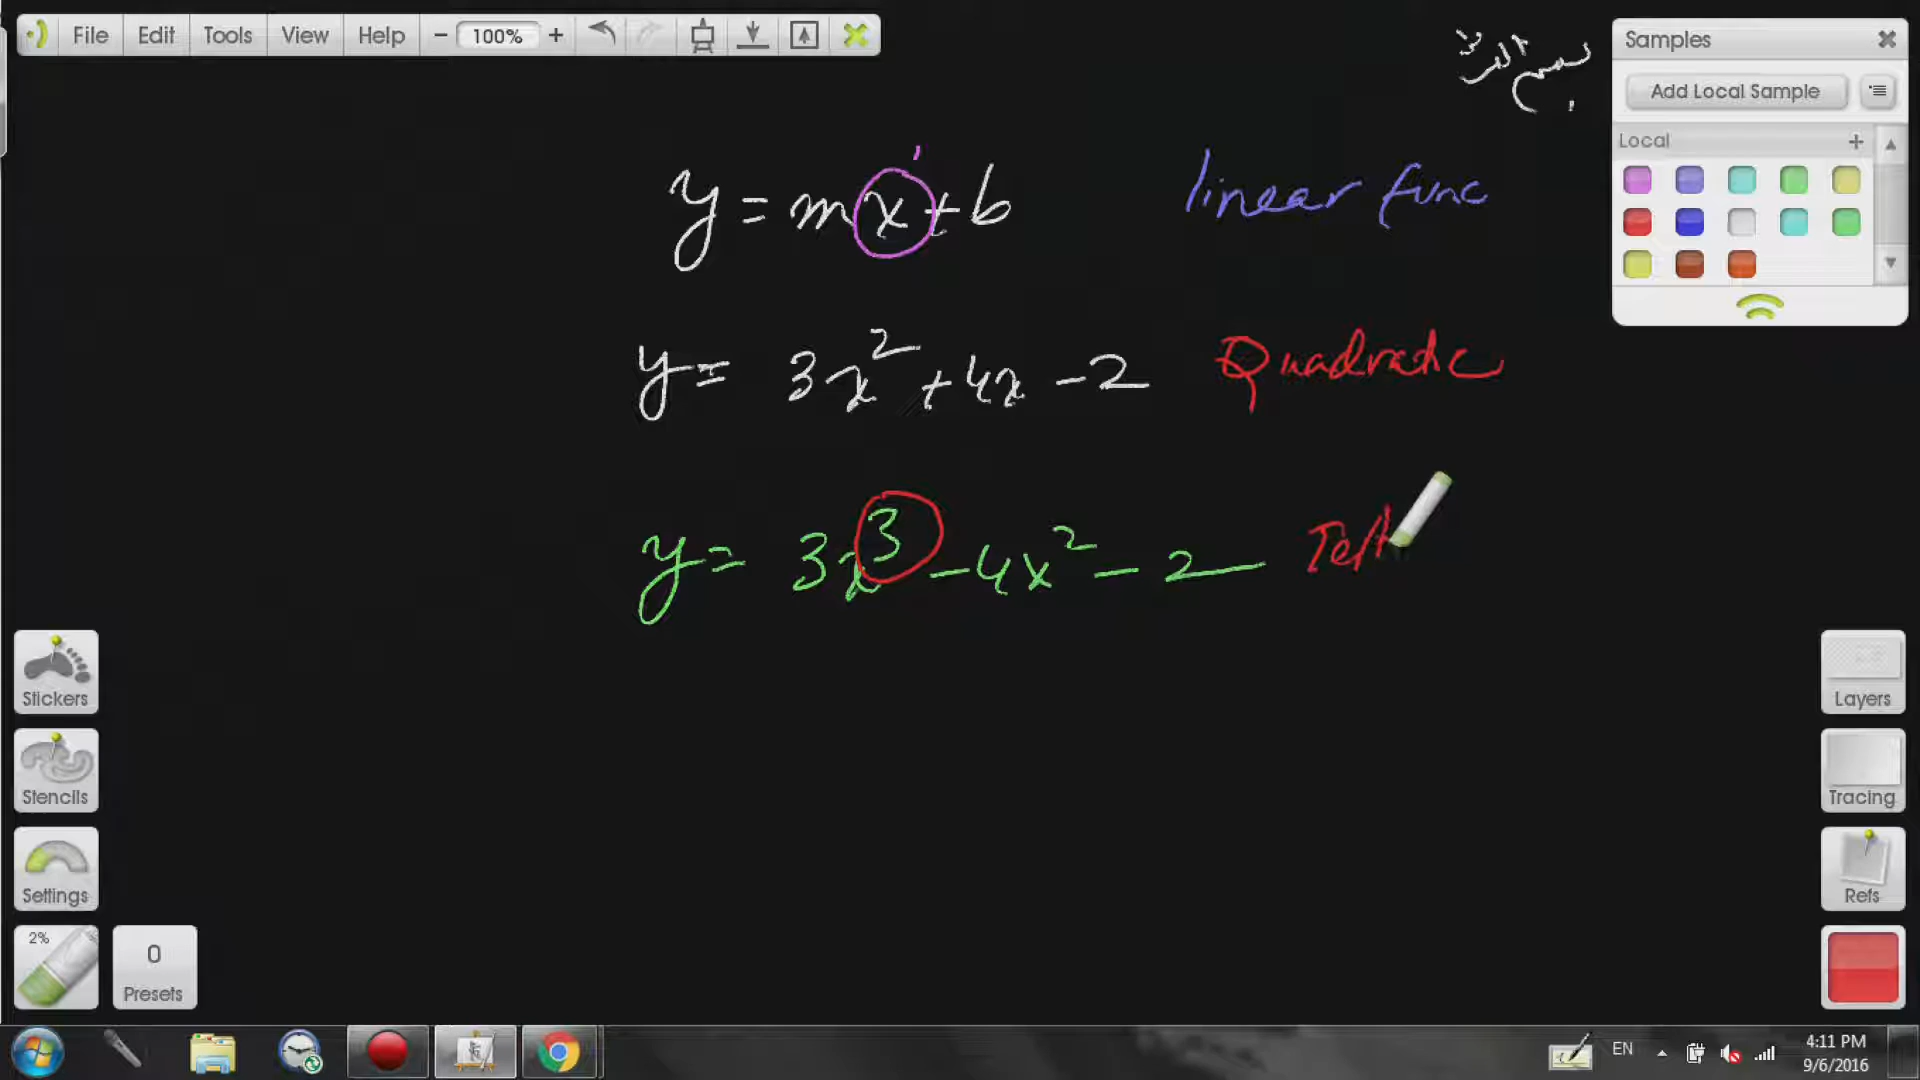 File Edit Tools View Help − 100% +
Samples
Add Local Sample
Local
بسم الله
y = mx¹ + b linear func
y = 3x² + 4x − 2 Quadratic
y = 3x³ − 4x² − 2
Stickers
Stencils
Settings
2%
0
Presets
Layers
Tracing
Refs
EN
4:11 PM
9/6/2016